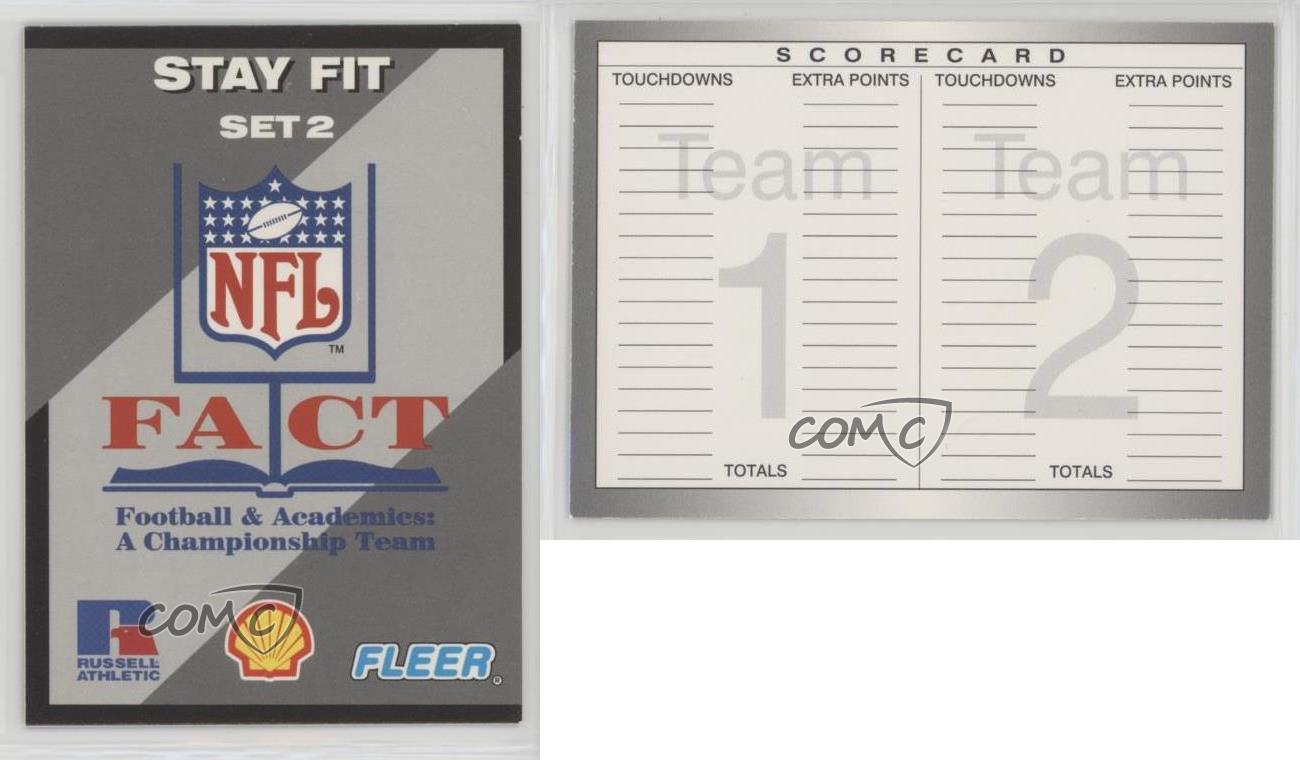 STAY FIT
SET 2
NFL
TM
FACT
Football & Academics:
A Championship Team
COMC
RUSSELL
ATHLETIC
FLEER®
SCORECARD
TOUCHDOWNS EXTRA POINTS TOUCHDOWNS EXTRA POINTS
Team Team
1 2
COMC
TOTALS TOTALS